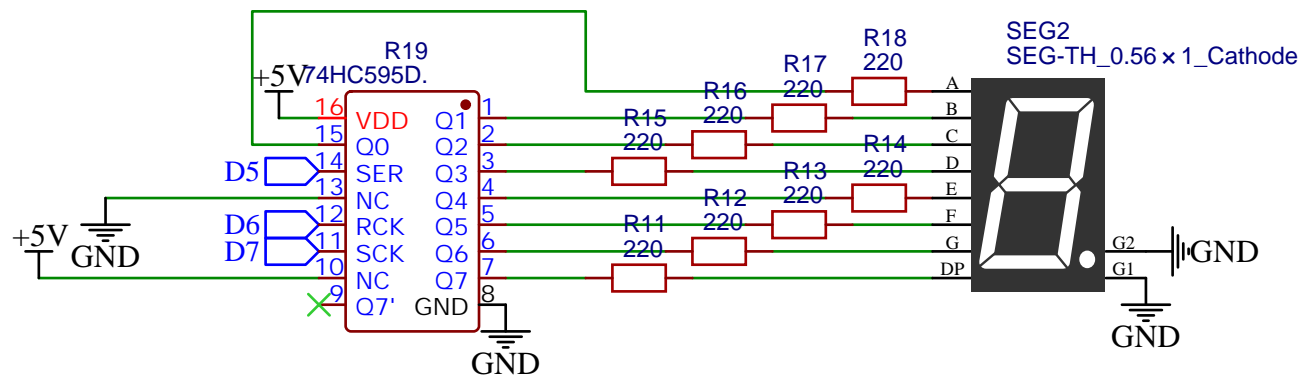 SEG2
SEG-TH_0.56×1_Cathode
R19
74HC595D.
+5V
R18
220
R17
220
R16
220
R15
220
R14
220
R13
220
R12
220
R11
220
16 VDD Q1 1
15 Q0 Q2 2
D5 14 SER Q3 3
13 NC Q4 4
D6 12 RCK Q5 5
D7 11 SCK Q6 6
10 NC Q7 7
9 Q7' GND 8
GND
+5V
GND
A
B
C
D
E
F
G
DP
G2
G1
GND
GND